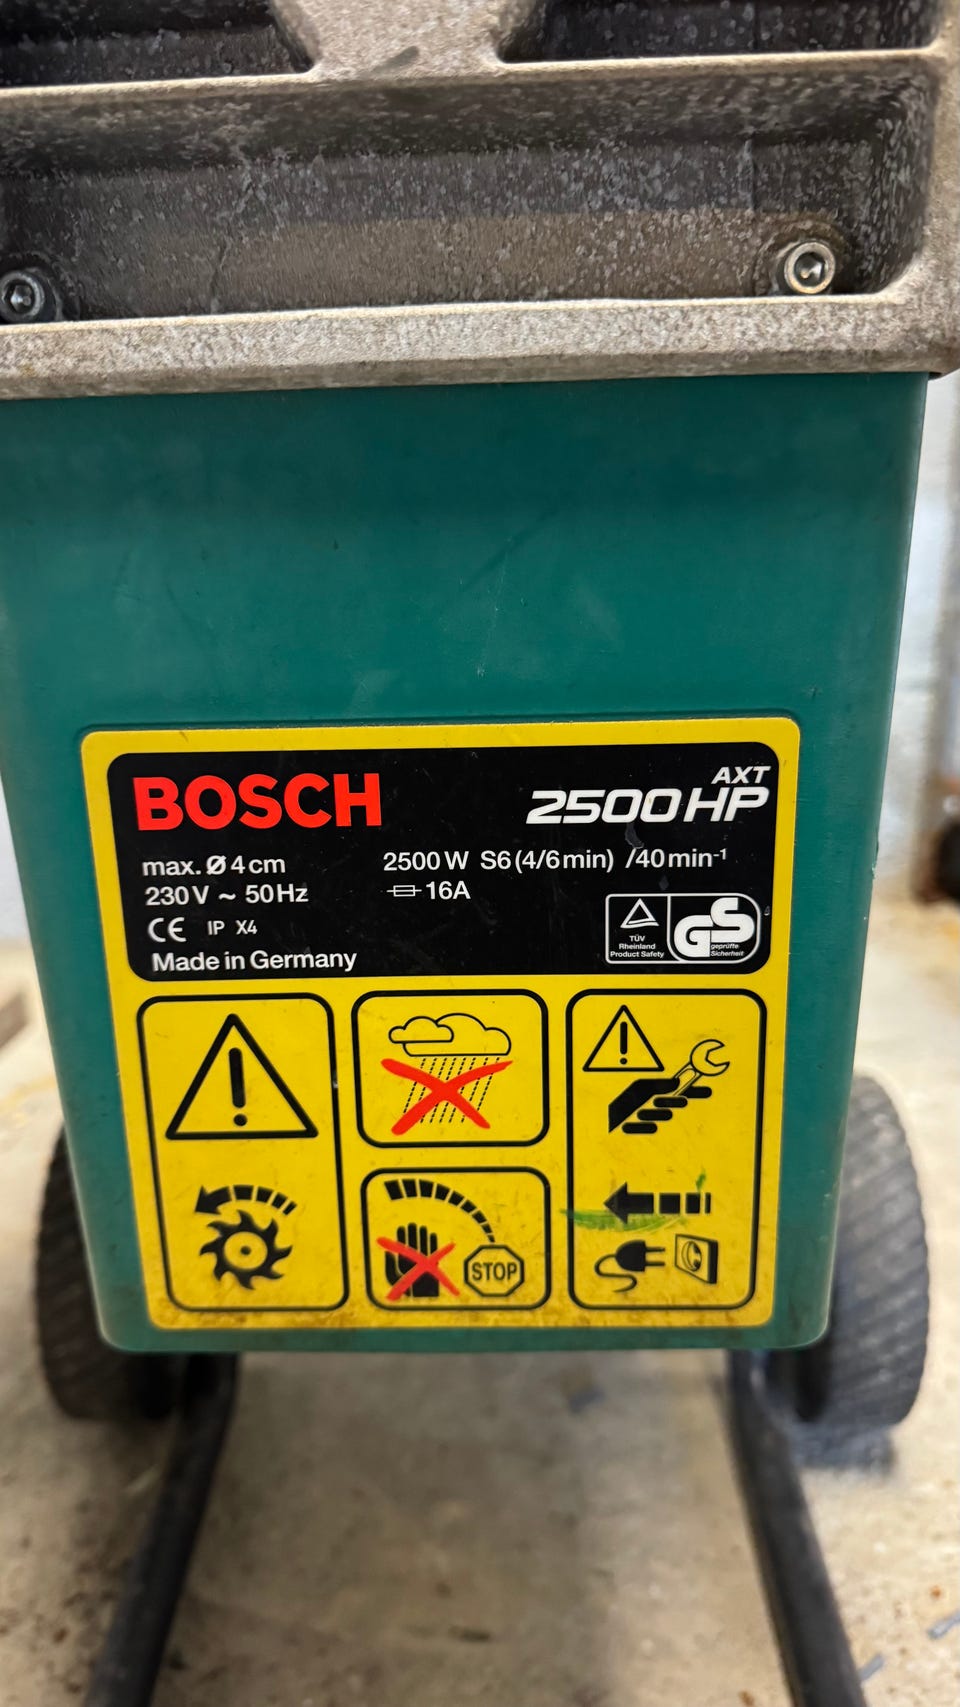 BOSCH
AXT
2500 HP
max. Ø 4 cm
2500 W S6 (4/6 min) /40 min-1
230 V ~ 50 Hz
16A
CE IP X4
Made in Germany
TÜV
Rheinland
Product Safety
GS
geprüfte
Sicherheit
STOP